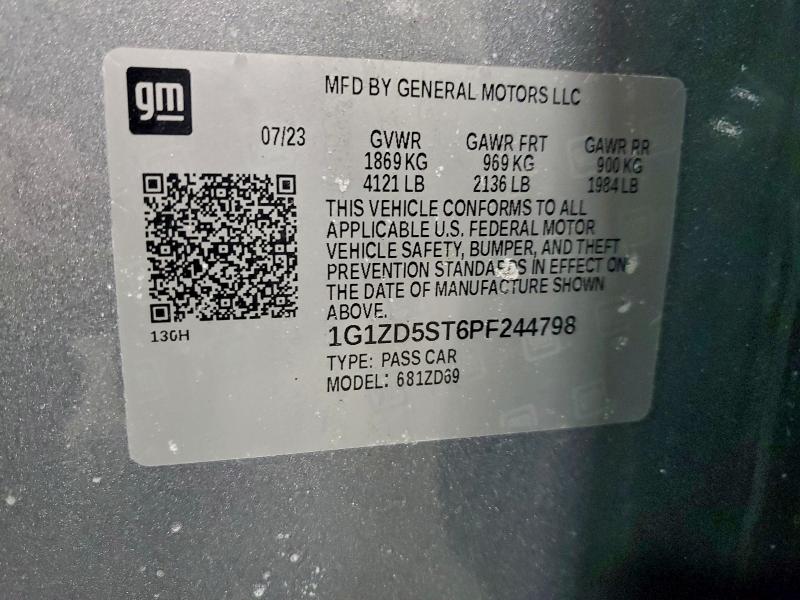 gm
MFD BY GENERAL MOTORS LLC
07/23 GVWR GAWR FRT GAWR RR
1869 KG 969 KG 900 KG
4121 LB 2136 LB 1984 LB
THIS VEHICLE CONFORMS TO ALL
APPLICABLE U.S. FEDERAL MOTOR
VEHICLE SAFETY, BUMPER, AND THEFT
PREVENTION STANDARDS IN EFFECT ON
THE DATE OF MANUFACTURE SHOWN
ABOVE.
130H
1G1ZD5ST6PF244798
TYPE: PASS CAR
MODEL: 681ZD69